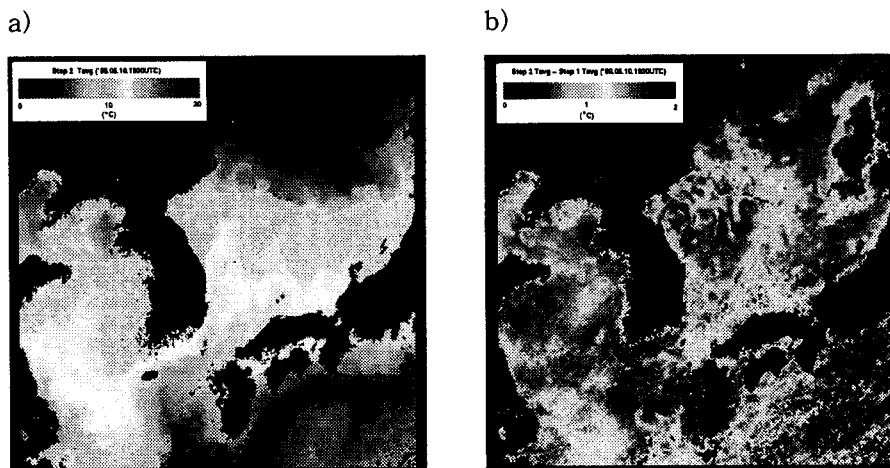 a)
b)
Step 2 Tavg
0 10 20
(°C)
Step 2 Tavg – Step 1 Tavg
0 1 2
(°C)